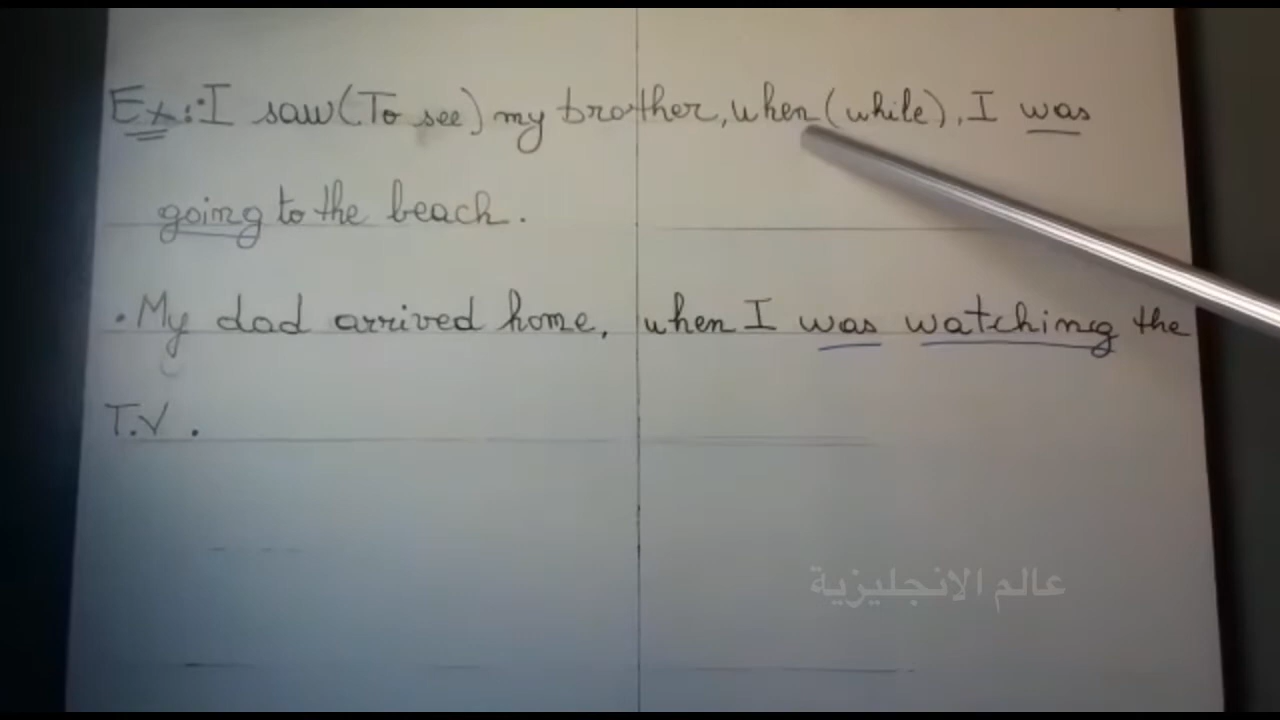 Ex: • I saw (To see) my brother, when (while), I was
going to the beach.
• My dad arrived home, when I was watching the
T.V.
عالم الانجليزية